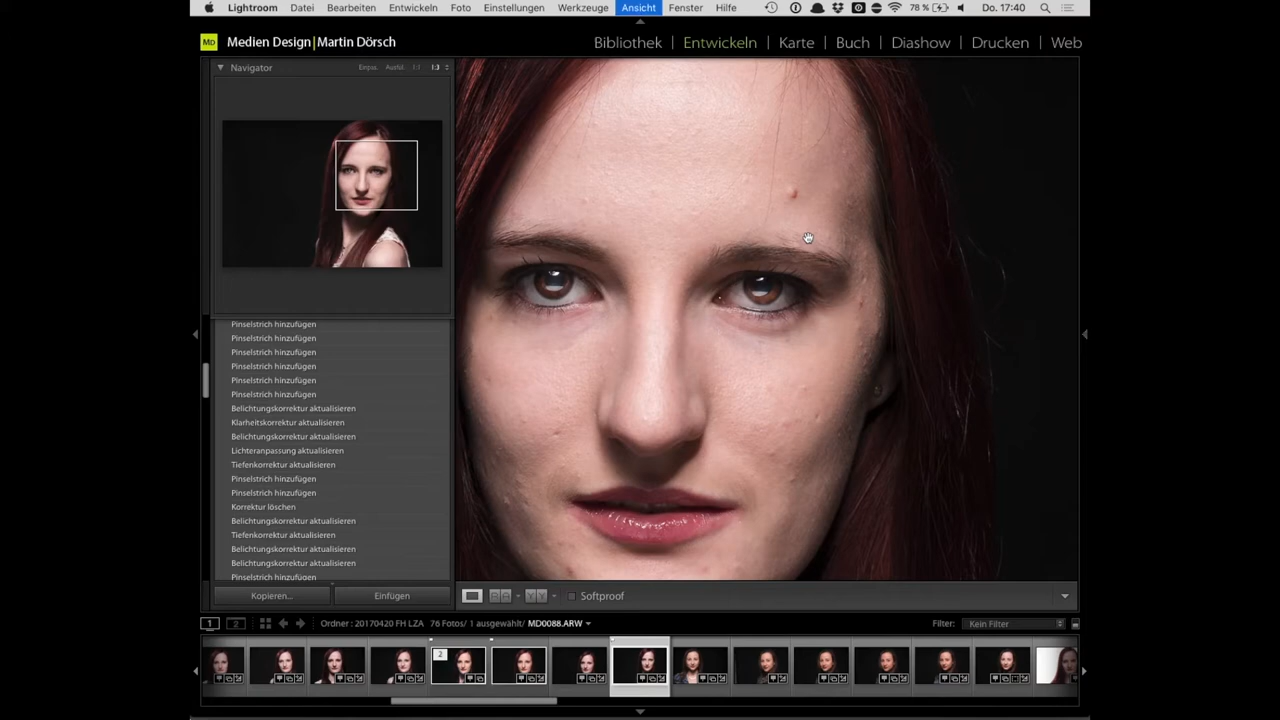 Lightroom Datei Bearbeiten Entwickeln Foto Einstellungen Werkzeuge Ansicht Fenster Hilfe 78 % Do. 17:40
MD Medien Design|Martin Dörsch Bibliothek Entwickeln Karte Buch Diashow Drucken Web
Navigator Einpas. Ausfül. 1:1 1:3
Pinselstrich hinzufügen
Pinselstrich hinzufügen
Pinselstrich hinzufügen
Pinselstrich hinzufügen
Pinselstrich hinzufügen
Pinselstrich hinzufügen
Belichtungskorrektur aktualisieren
Klarheitskorrektur aktualisieren
Belichtungskorrektur aktualisieren
Lichteranpassung aktualisieren
Tiefenkorrektur aktualisieren
Pinselstrich hinzufügen
Pinselstrich hinzufügen
Korrektur löschen
Belichtungskorrektur aktualisieren
Tiefenkorrektur aktualisieren
Belichtungskorrektur aktualisieren
Belichtungskorrektur aktualisieren
Pinselstrich hinzufügen
Kopieren... Einfügen Softproof
1 2 Ordner : 20170420 FH LZA 76 Fotos/ 1 ausgewählt/ MD0088.ARW Filter: Kein Filter
2